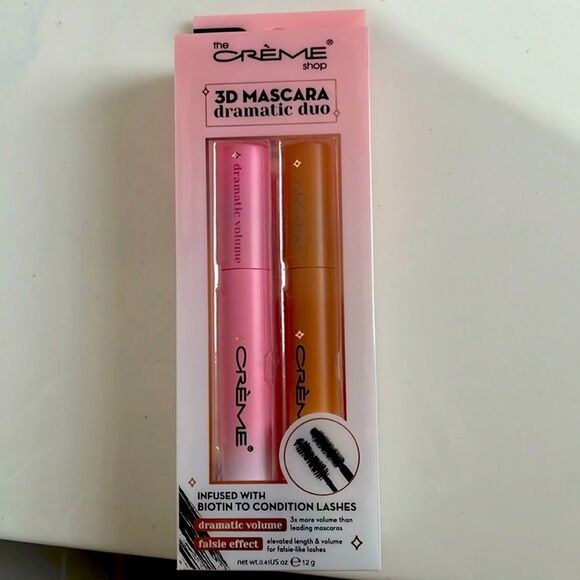 the
CRÈME®
shop
3D MASCARA
dramatic duo
dramatic volume
CRÈME®
CRÈME
INFUSED WITH
BIOTIN TO CONDITION LASHES
dramatic volume 3x more volume than
leading mascaras
falsie effect elevated length & volume
for falsie-like lashes
net wt.0.41US oz ℮ 12 g